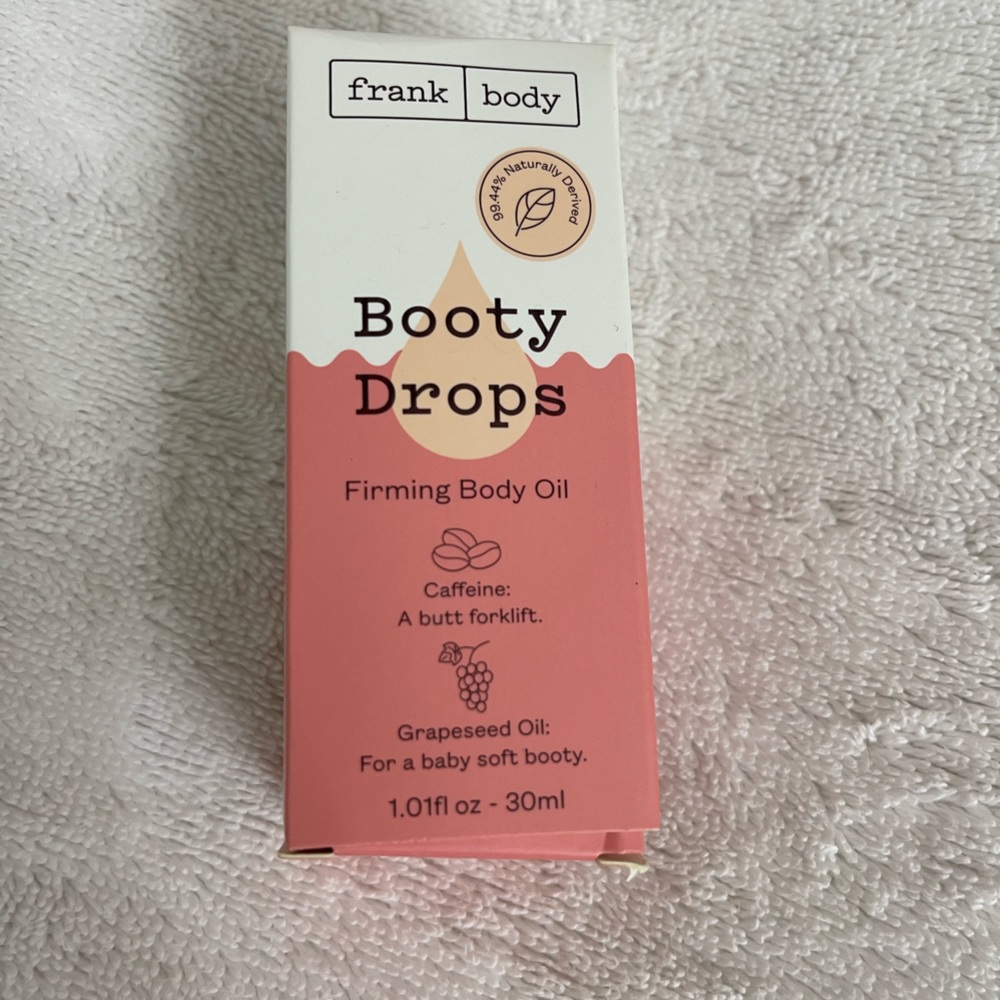 frank body
99.44% Naturally Derived
Booty
Drops
Firming Body Oil
Caffeine:
A butt forklift.
Grapeseed Oil:
For a baby soft booty.
1.01fl oz - 30ml